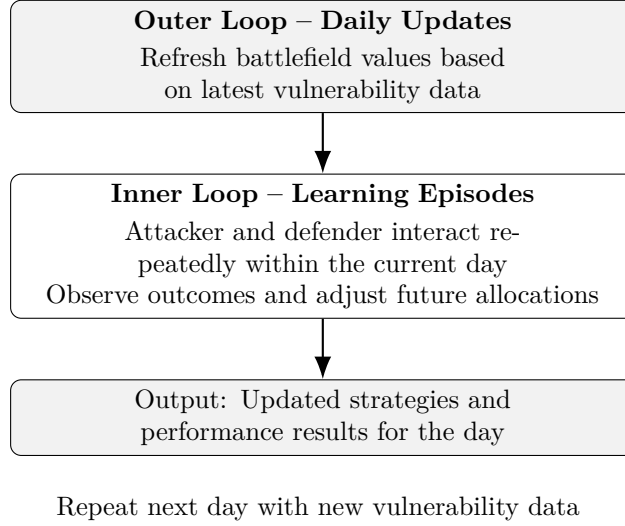 Outer Loop – Daily Updates
Refresh battlefield values based
on latest vulnerability data
Inner Loop – Learning Episodes
Attacker and defender interact re-
peatedly within the current day
Observe outcomes and adjust future allocations
Output: Updated strategies and
performance results for the day
Repeat next day with new vulnerability data